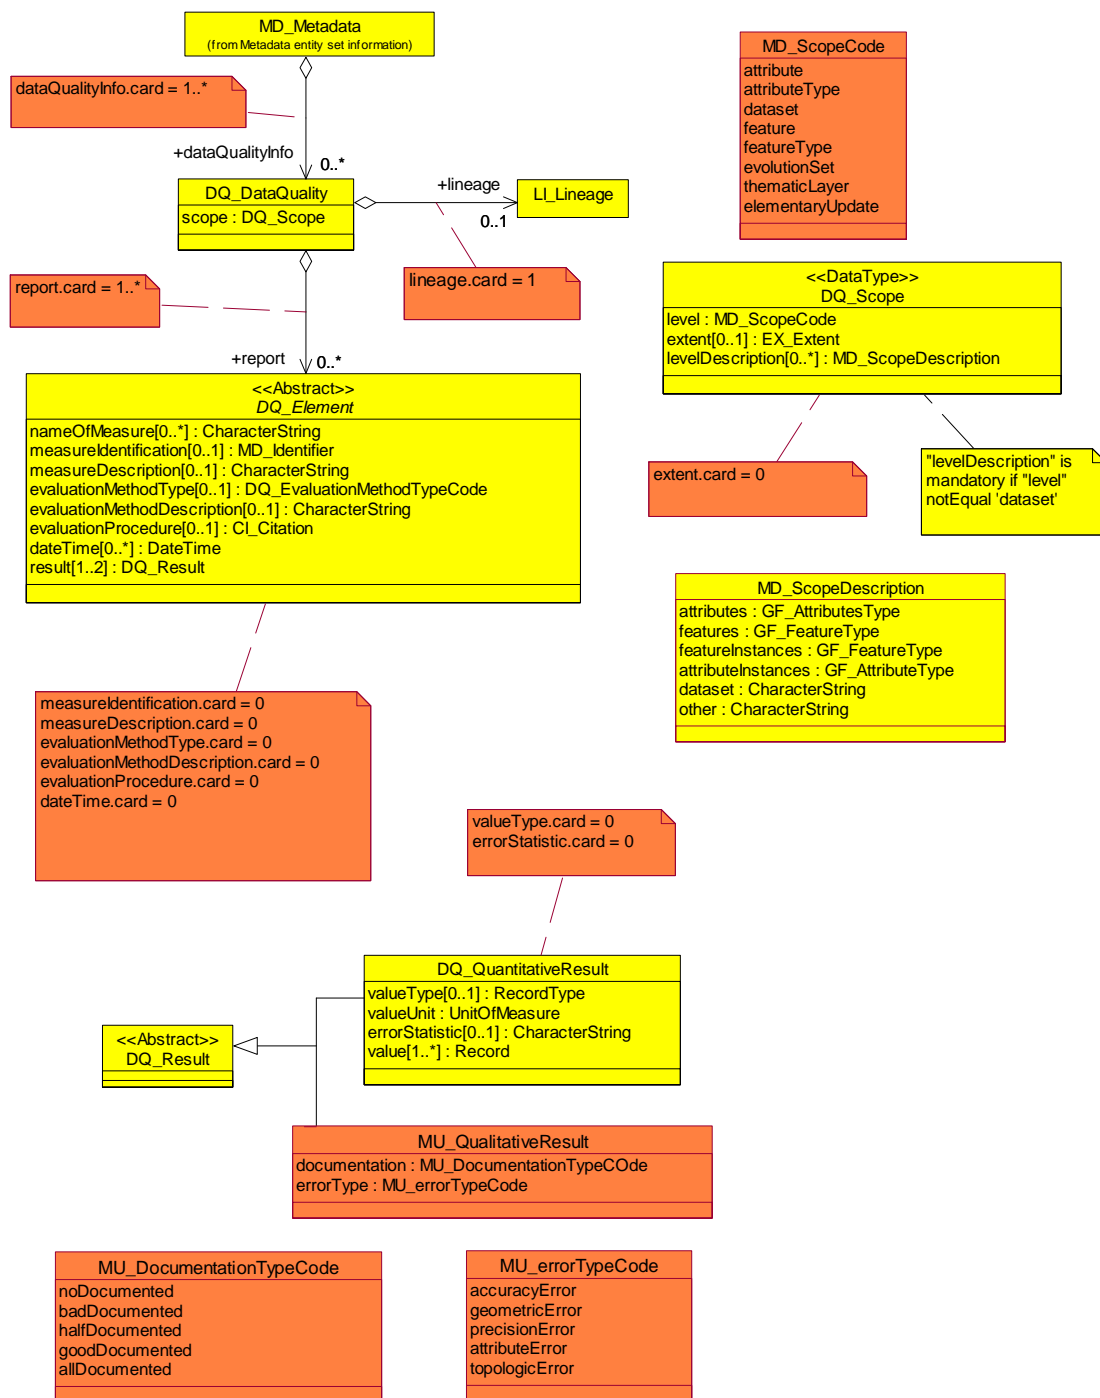 MD_Metadata
(from Metadata entity set information)
MD_ScopeCode
attribute
attributeType
dataset
feature
featureType
evolutionSet
thematicLayer
elementaryUpdate
dataQualityInfo.card = 1..*
+dataQualityInfo
0..*
DQ_DataQuality
scope : DQ_Scope
+lineage
0..1
LI_Lineage
report.card = 1..*
lineage.card = 1
<<DataType>>
DQ_Scope
level : MD_ScopeCode
extent[0..1] : EX_Extent
levelDescription[0..*] : MD_ScopeDescription
+report
0..*
<<Abstract>>
DQ_Element
nameOfMeasure[0..*] : CharacterString
measureIdentification[0..1] : MD_Identifier
measureDescription[0..1] : CharacterString
evaluationMethodType[0..1] : DQ_EvaluationMethodTypeCode
evaluationMethodDescription[0..1] : CharacterString
evaluationProcedure[0..1] : CI_Citation
dateTime[0..*] : DateTime
result[1..2] : DQ_Result
extent.card = 0
"levelDescription" is
mandatory if "level"
notEqual 'dataset'
MD_ScopeDescription
attributes : GF_AttributesType
features : GF_FeatureType
featureInstances : GF_FeatureType
attributeInstances : GF_AttributeType
dataset : CharacterString
other : CharacterString
measureIdentification.card = 0
measureDescription.card = 0
evaluationMethodType.card = 0
evaluationMethodDescription.card = 0
evaluationProcedure.card = 0
dateTime.card = 0
valueType.card = 0
errorStatistic.card = 0
DQ_QuantitativeResult
valueType[0..1] : RecordType
valueUnit : UnitOfMeasure
errorStatistic[0..1] : CharacterString
value[1..*] : Record
<<Abstract>>
DQ_Result
MU_QualitativeResult
documentation : MU_DocumentationTypeCOde
errorType : MU_errorTypeCode
MU_DocumentationTypeCode
noDocumented
badDocumented
halfDocumented
goodDocumented
allDocumented
MU_errorTypeCode
accuracyError
geometricError
precisionError
attributeError
topologicError